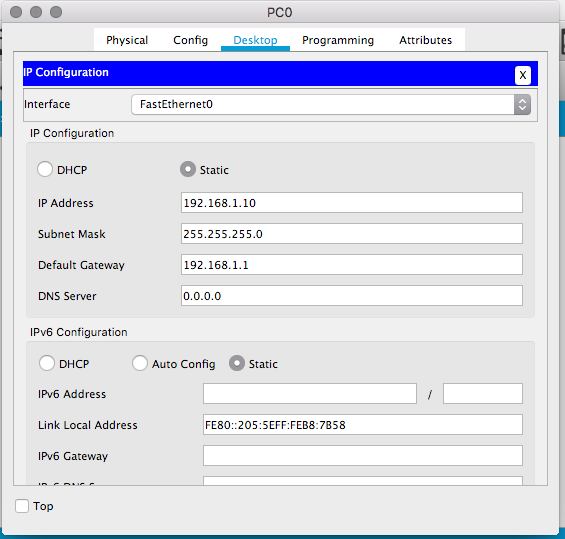 PC0
Physical Config Desktop Programming Attributes
IP Configuration X
Interface FastEthernet0
IP Configuration
DHCP Static
IP Address 192.168.1.10
Subnet Mask 255.255.255.0
Default Gateway 192.168.1.1
DNS Server 0.0.0.0
IPv6 Configuration
DHCP Auto Config Static
IPv6 Address /
Link Local Address FE80::205:5EFF:FEB8:7B58
IPv6 Gateway
Top